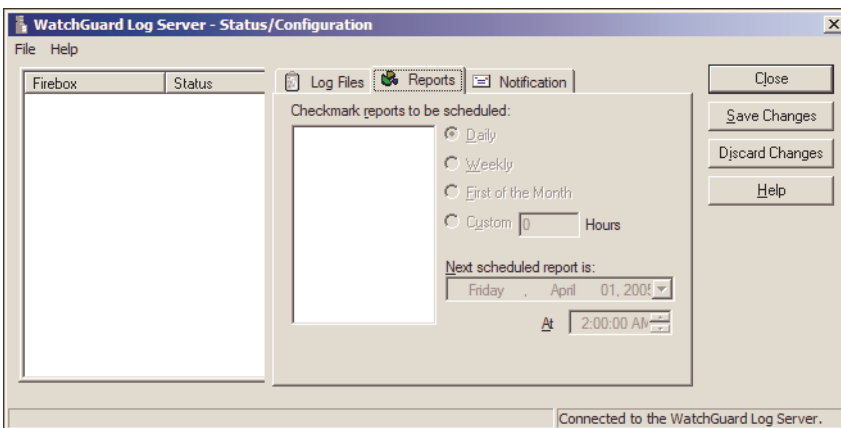 WatchGuard Log Server - Status/Configuration
File Help
Firebox Status
Log Files Reports Notification
Checkmark reports to be scheduled:
Daily
Weekly
First of the Month
Custom 0 Hours
Next scheduled report is:
Friday , April 01, 2005
At 2:00:00 AM
Close
Save Changes
Discard Changes
Help
Connected to the WatchGuard Log Server.